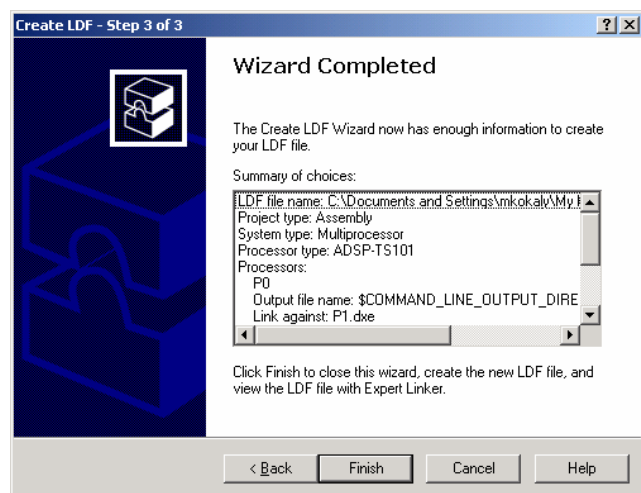 Create LDF - Step 3 of 3
Wizard Completed
The Create LDF Wizard now has enough information to create
your LDF file.
Summary of choices:
LDF file name: C:\Documents and Settings\mkokaly\My
Project type: Assembly
System type: Multiprocessor
Processor type: ADSP-TS101
Processors:
P0
Output file name: $COMMAND_LINE_OUTPUT_DIRE
Link against: P1.dxe
Click Finish to close this wizard, create the new LDF file, and
view the LDF file with Expert Linker.
< Back Finish Cancel Help